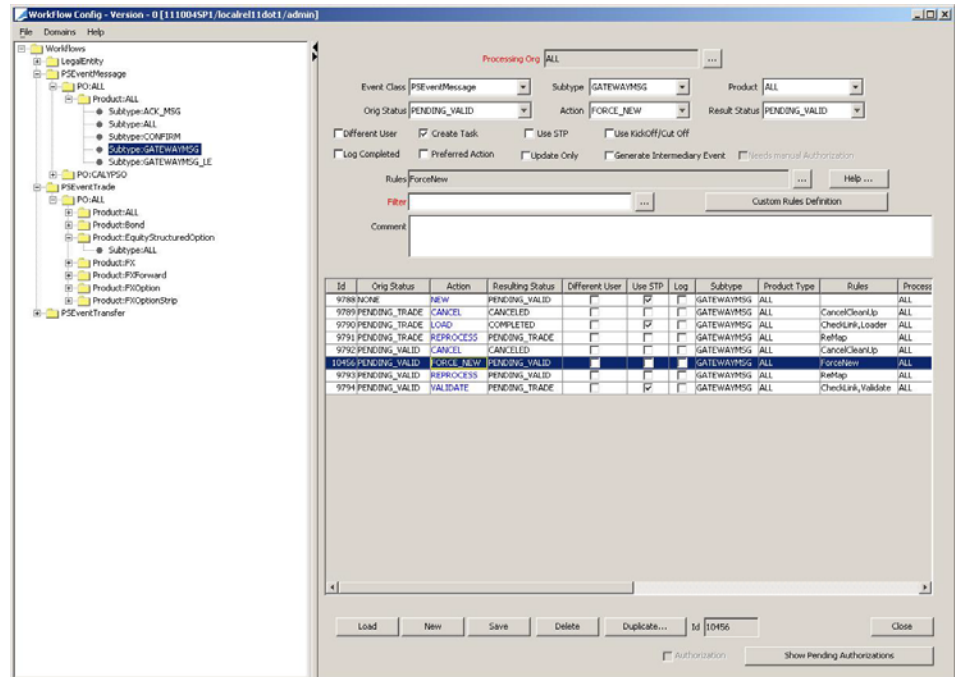 WorkFlow Config - Version - 0 [111004SP1/localrel11dot1/admin]
File Domains Help
Workflows
LegalEntity
PSEventMessage
PO:ALL
Product:ALL
Subtype:ACK_MSG
Subtype:ALL
Subtype:CONFIRM
Subtype:GATEWAYMSG
Subtype:GATEWAYMSG_LE
PO:CALYPSO
PSEventTrade
PO:ALL
Product:ALL
Product:Bond
Product:EquityStructuredOption
Subtype:ALL
Product:FX
Product:FXForward
Product:FXOption
Product:FXOptionStrip
PSEventTransfer
Processing Org ALL ...
Event Class PSEventMessage Subtype GATEWAYMSG Product ALL
Orig Status PENDING_VALID Action FORCE_NEW Result Status PENDING_VALID
Different User Create Task Use STP Use KickOff/Cut Off
Log Completed Preferred Action Update Only Generate Intermediary Event Needs manual Authorization
Rules ForceNew ... Help ...
Filter ... Custom Rules Definition
Comment
Id Orig Status Action Resulting Status Different User Use STP Log Subtype Product Type Rules Process
9788 NONE NEW PENDING_VALID GATEWAYMSG ALL ALL
9789 PENDING_TRADE CANCEL CANCELED GATEWAYMSG ALL CancelCleanUp ALL
9790 PENDING_TRADE LOAD COMPLETED GATEWAYMSG ALL CheckLink,Loader ALL
9791 PENDING_TRADE REPROCESS PENDING_TRADE GATEWAYMSG ALL ReMap ALL
9792 PENDING_VALID CANCEL CANCELED GATEWAYMSG ALL CancelCleanUp ALL
10456 PENDING_VALID FORCE_NEW PENDING_VALID GATEWAYMSG ALL ForceNew ALL
9793 PENDING_VALID REPROCESS PENDING_VALID GATEWAYMSG ALL ReMap ALL
9794 PENDING_VALID VALIDATE PENDING_TRADE GATEWAYMSG ALL CheckLink,Validate ALL
Load New Save Delete Duplicate... Id 10456 Close
Authorization Show Pending Authorizations